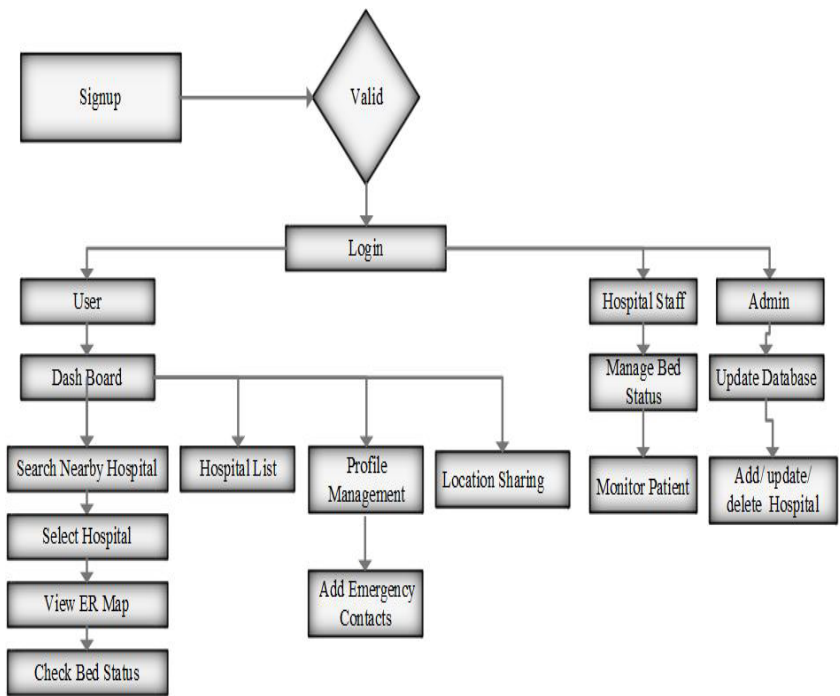 Signup
Valid
Login
User
Hospital Staff
Admin
Dash Board
Manage Bed
Status
Update Database
Search Nearby Hospital
Hospital List
Profile
Management
Location Sharing
Monitor Patient
Add/ update/
delete Hospital
Select Hospital
View ER Map
Add Emergency
Contacts
Check Bed Status